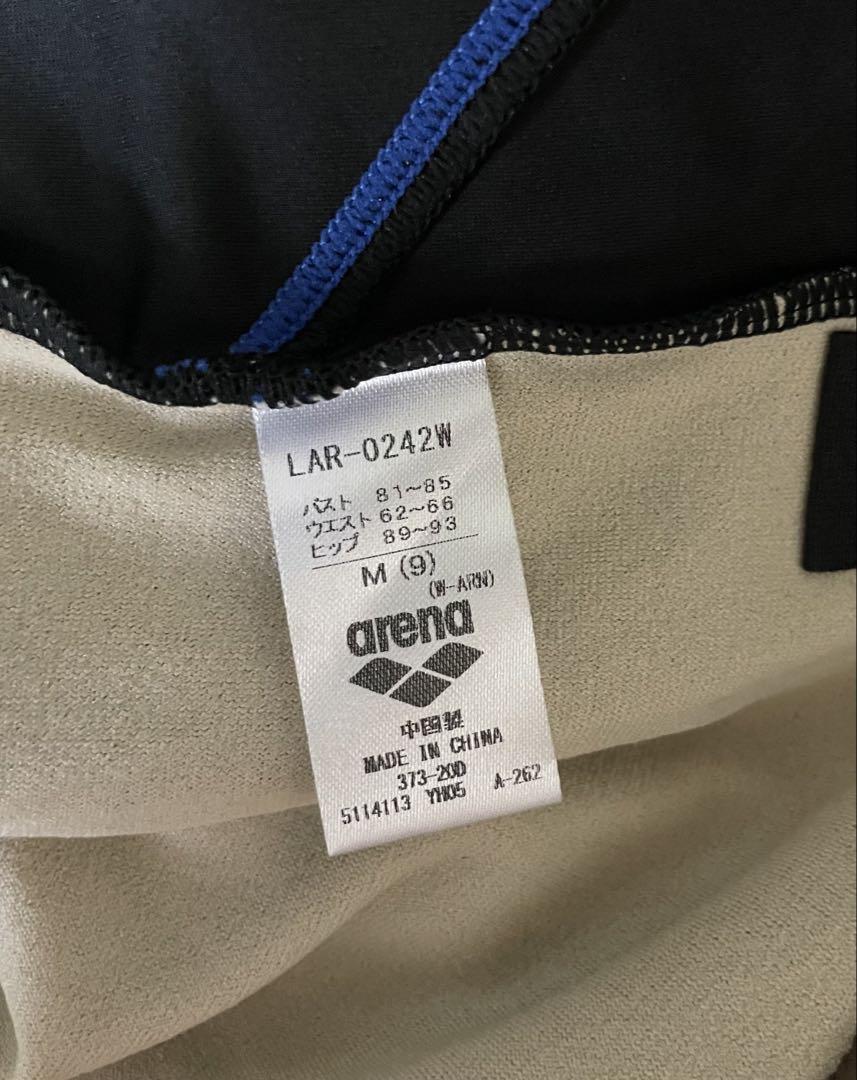 LAR-0242W
バスト 81~85
ウエスト 62~66
ヒップ 89~93
M (9)
(W-ARW)
arena
中国製
MADE IN CHINA
373-20D
5114113 YH05 A-262